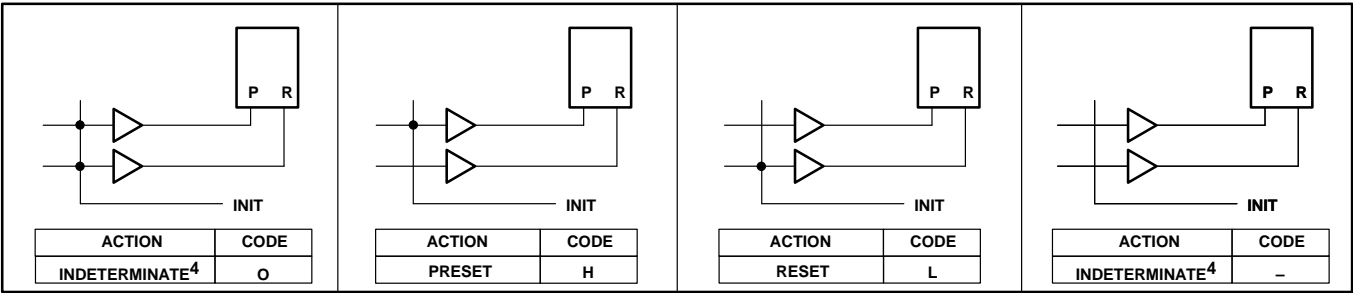 P R
INIT
ACTION CODE
INDETERMINATE4 O
P R
INIT
ACTION CODE
PRESET H
P R
INIT
ACTION CODE
RESET L
P R
INIT
ACTION CODE
INDETERMINATE4 –